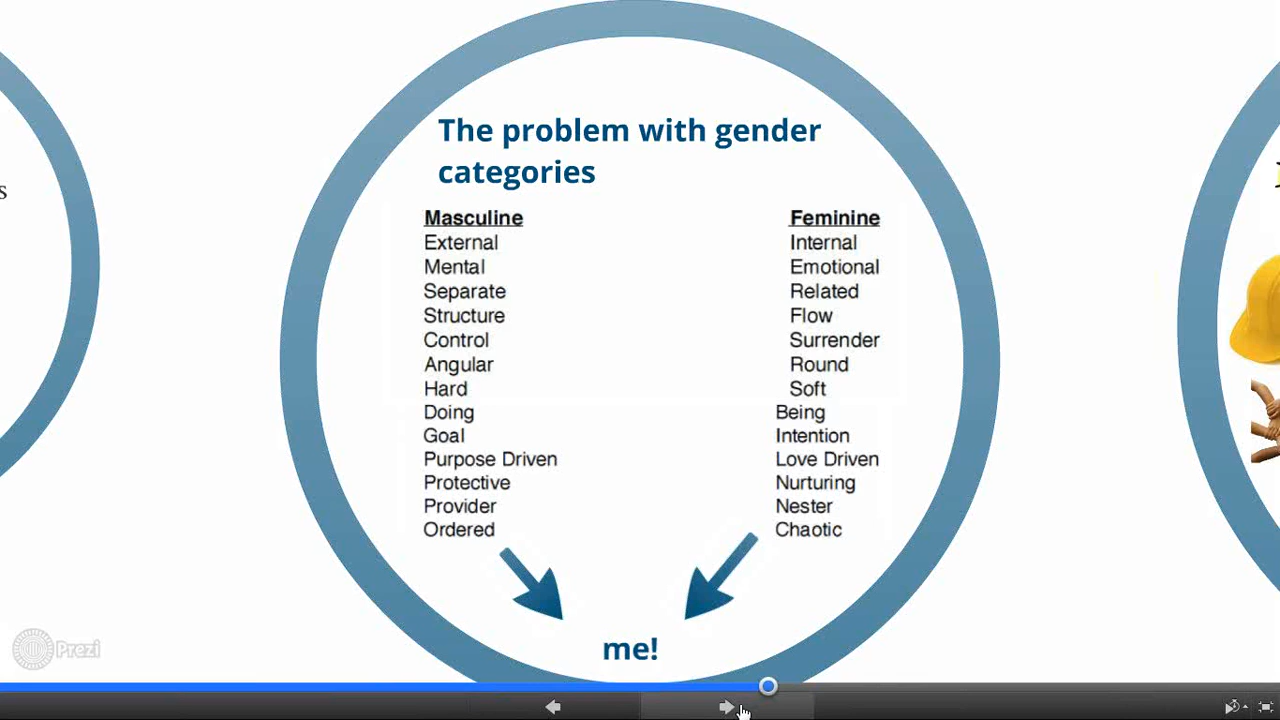 The problem with gender
categories
Masculine
External
Mental
Separate
Structure
Control
Angular
Hard
Doing
Goal
Purpose Driven
Protective
Provider
Ordered
Feminine
Internal
Emotional
Related
Flow
Surrender
Round
Soft
Being
Intention
Love Driven
Nurturing
Nester
Chaotic
me!
s
Prezi